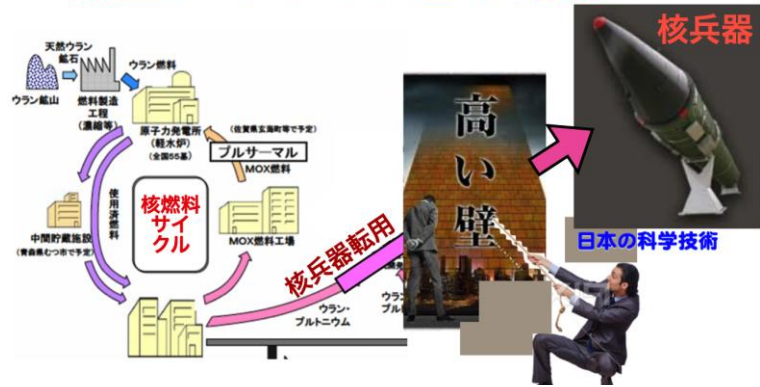 核兵器
天然ウラン
鉱石
ウラン燃料
ウラン鉱山
燃料製造
工程
(濃縮等)
原子力発電所
(軽水炉)
(全国55基)
(佐賀県玄海町等で予定)
プルサーマル
MOX燃料
高い壁
使用済燃料
核燃料
サイ
クル
中間貯蔵施設
(青森県むつ市で予定)
MOX燃料工場
核兵器転用
日本の科学技術
ウラン・
プルトニウム
ウラン
プル